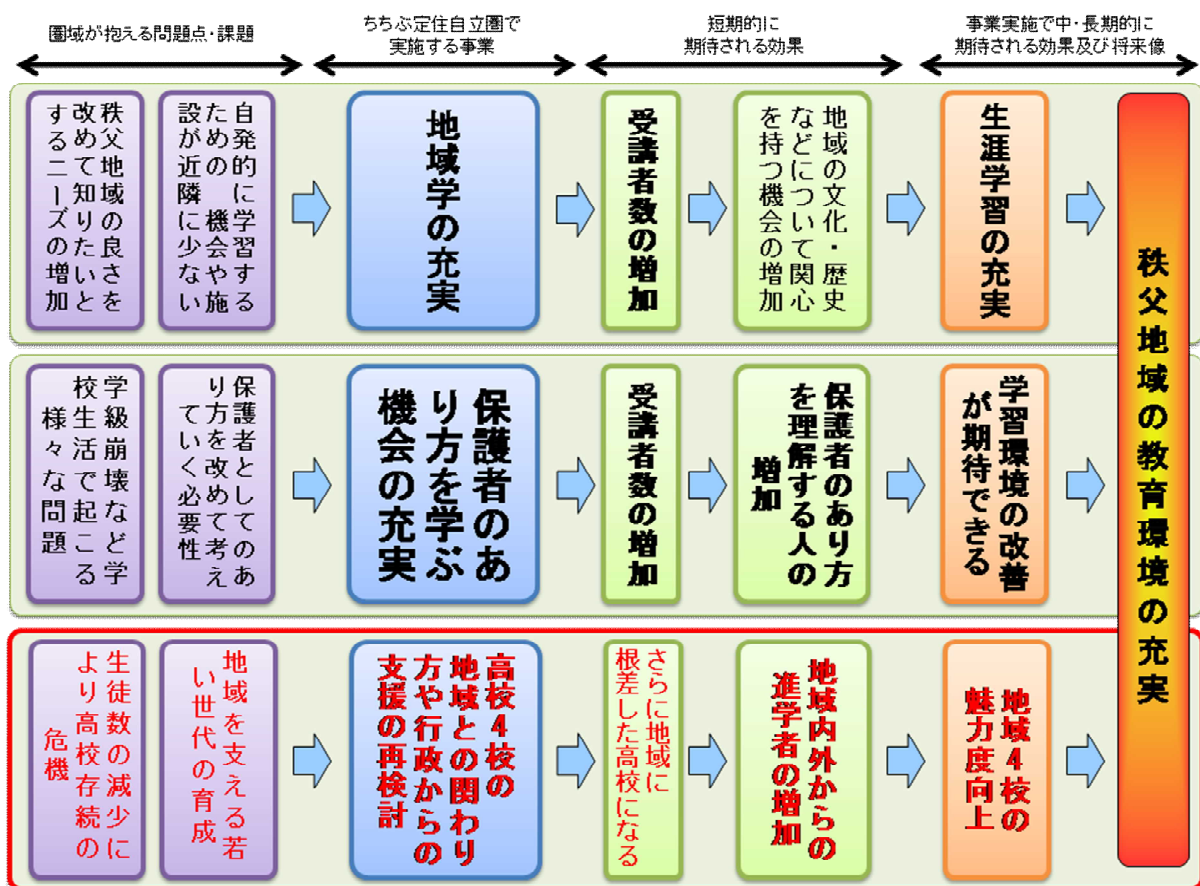 圏域が抱える問題点・課題
ちちぶ定住自立圏で
実施する事業
短期的に
期待される効果
事業実施で中・長期的に
期待される効果及び将来像
秩父地域の良さを
改めて知りたいと
するニーズの増加
自発的に学習する
ための 機会や施
設が近隣に少ない
地域学の充実
受講者数の増加
地域の文化・歴史
などについて関心
を持つ機会の増加
生涯学習の充実
学級崩壊など学
校生活で起こる
様々な問題
保護者としてのあ
り方を改めて考え
ていく必要性
保護者のあ
り方を学ぶ
機会の充実
受講者数の増加
保護者のあり方
を理解する人の
増加
学習環境の改善
が期待できる
生徒数の減少に
より高校存続の
危機
地域を支える若
い世代の育成
高校4校の
地域との関わり
方や行政からの
支援の再検討
さらに地域に
根差した高校になる
地域内外からの
進学者の増加
地域4校の
魅力度向上
秩父地域の教育環境の充実